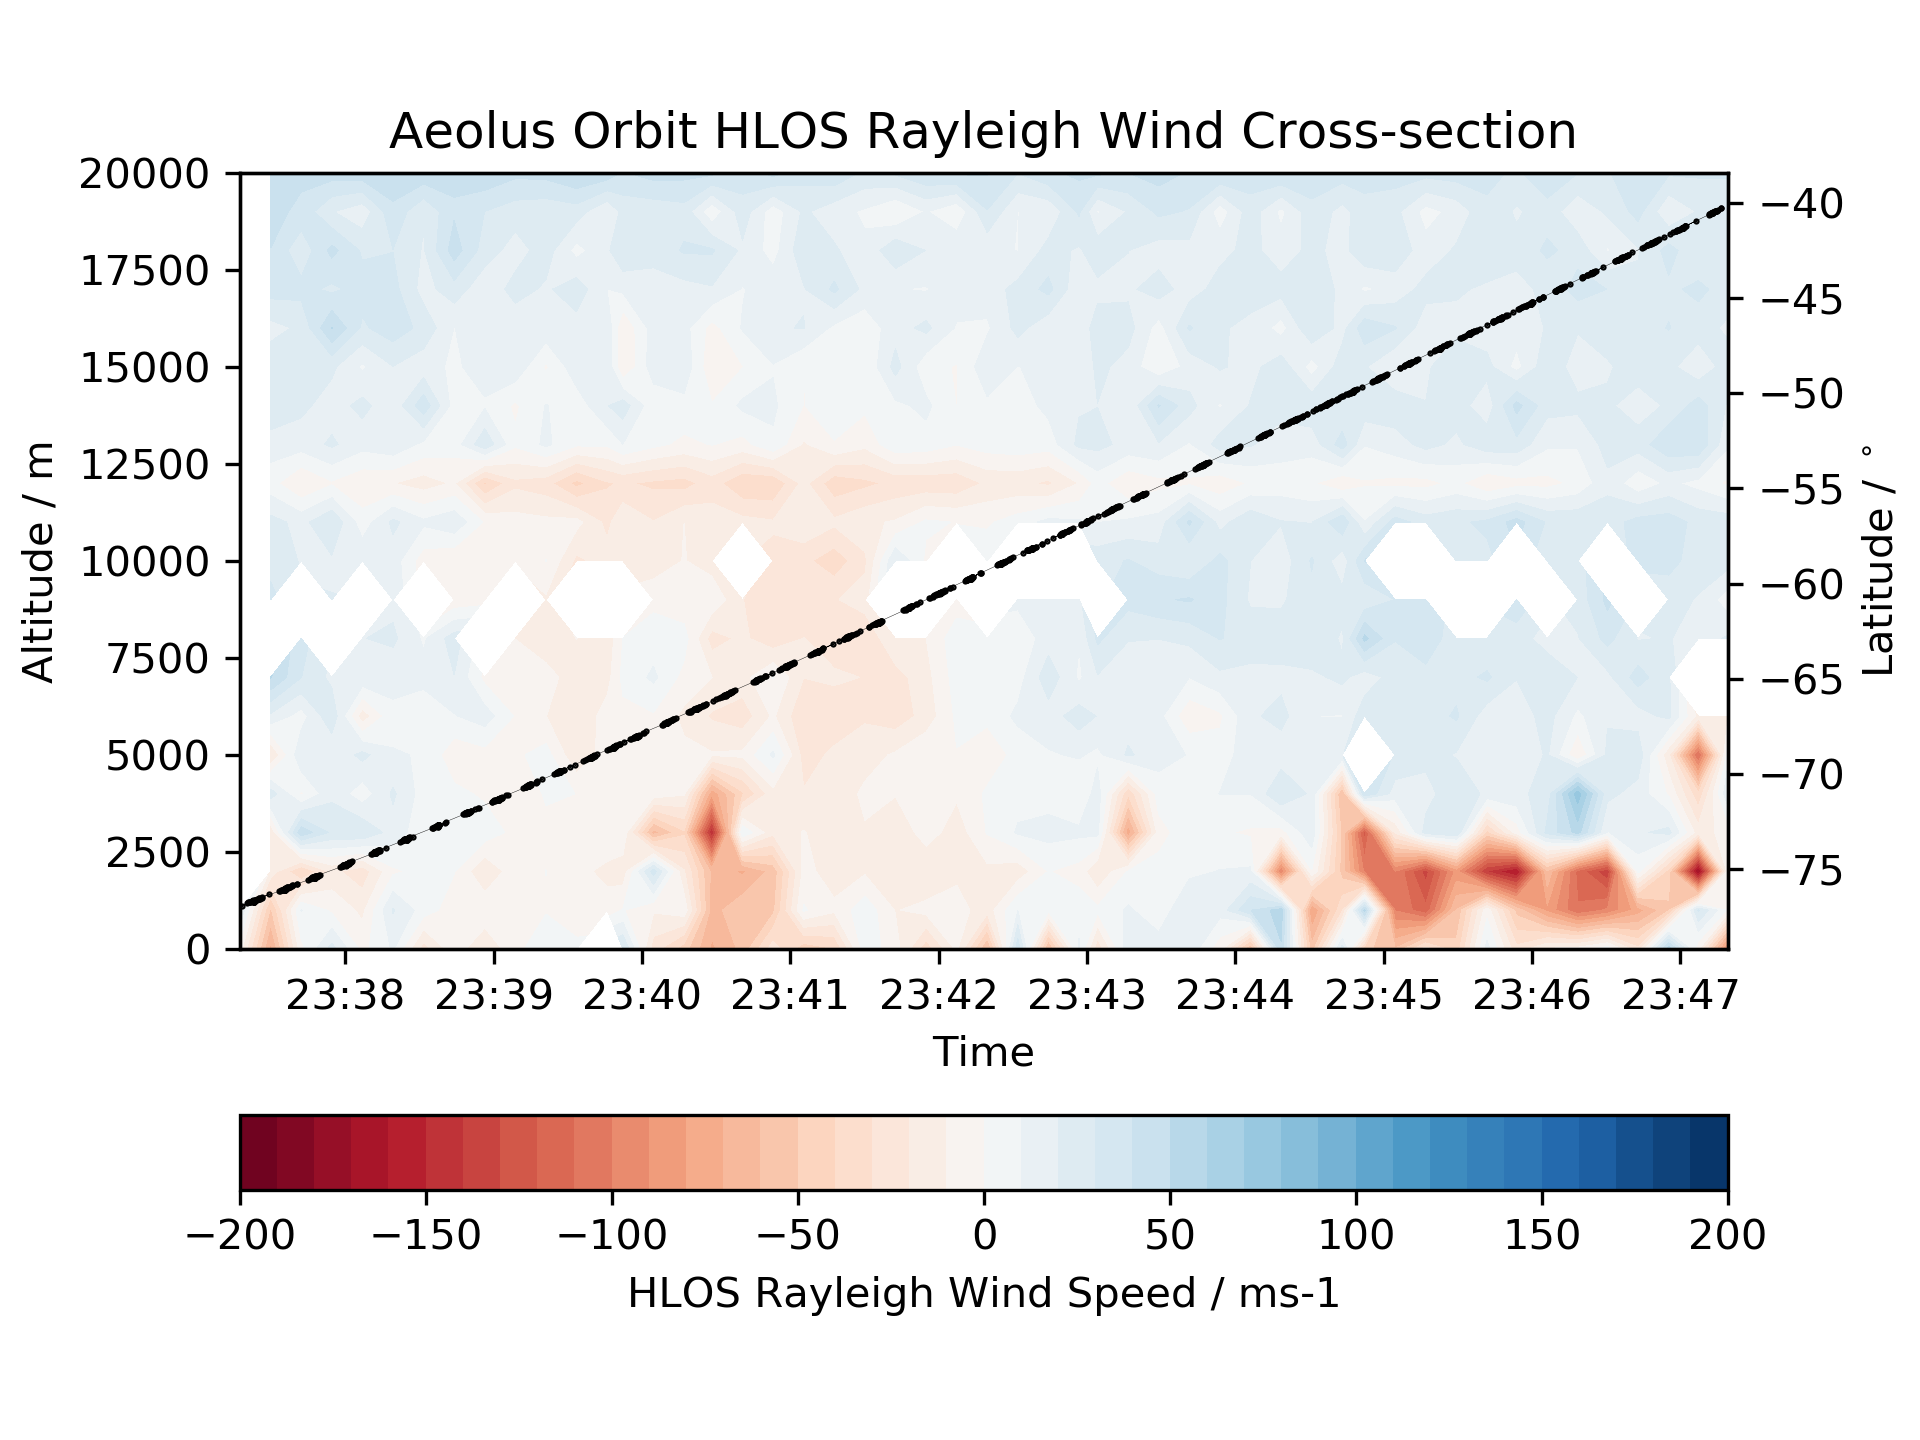 Aeolus Orbit HLOS Rayleigh Wind Cross-section
20000
17500
15000
12500
10000
7500
5000
2500
0
Altitude / m
−40
−45
−50
−55
−60
−65
−70
−75
Latitude / °
23:38 23:39 23:40 23:41 23:42 23:43 23:44 23:45 23:46 23:47
Time
−200 −150 −100 −50 0 50 100 150 200
HLOS Rayleigh Wind Speed / ms-1